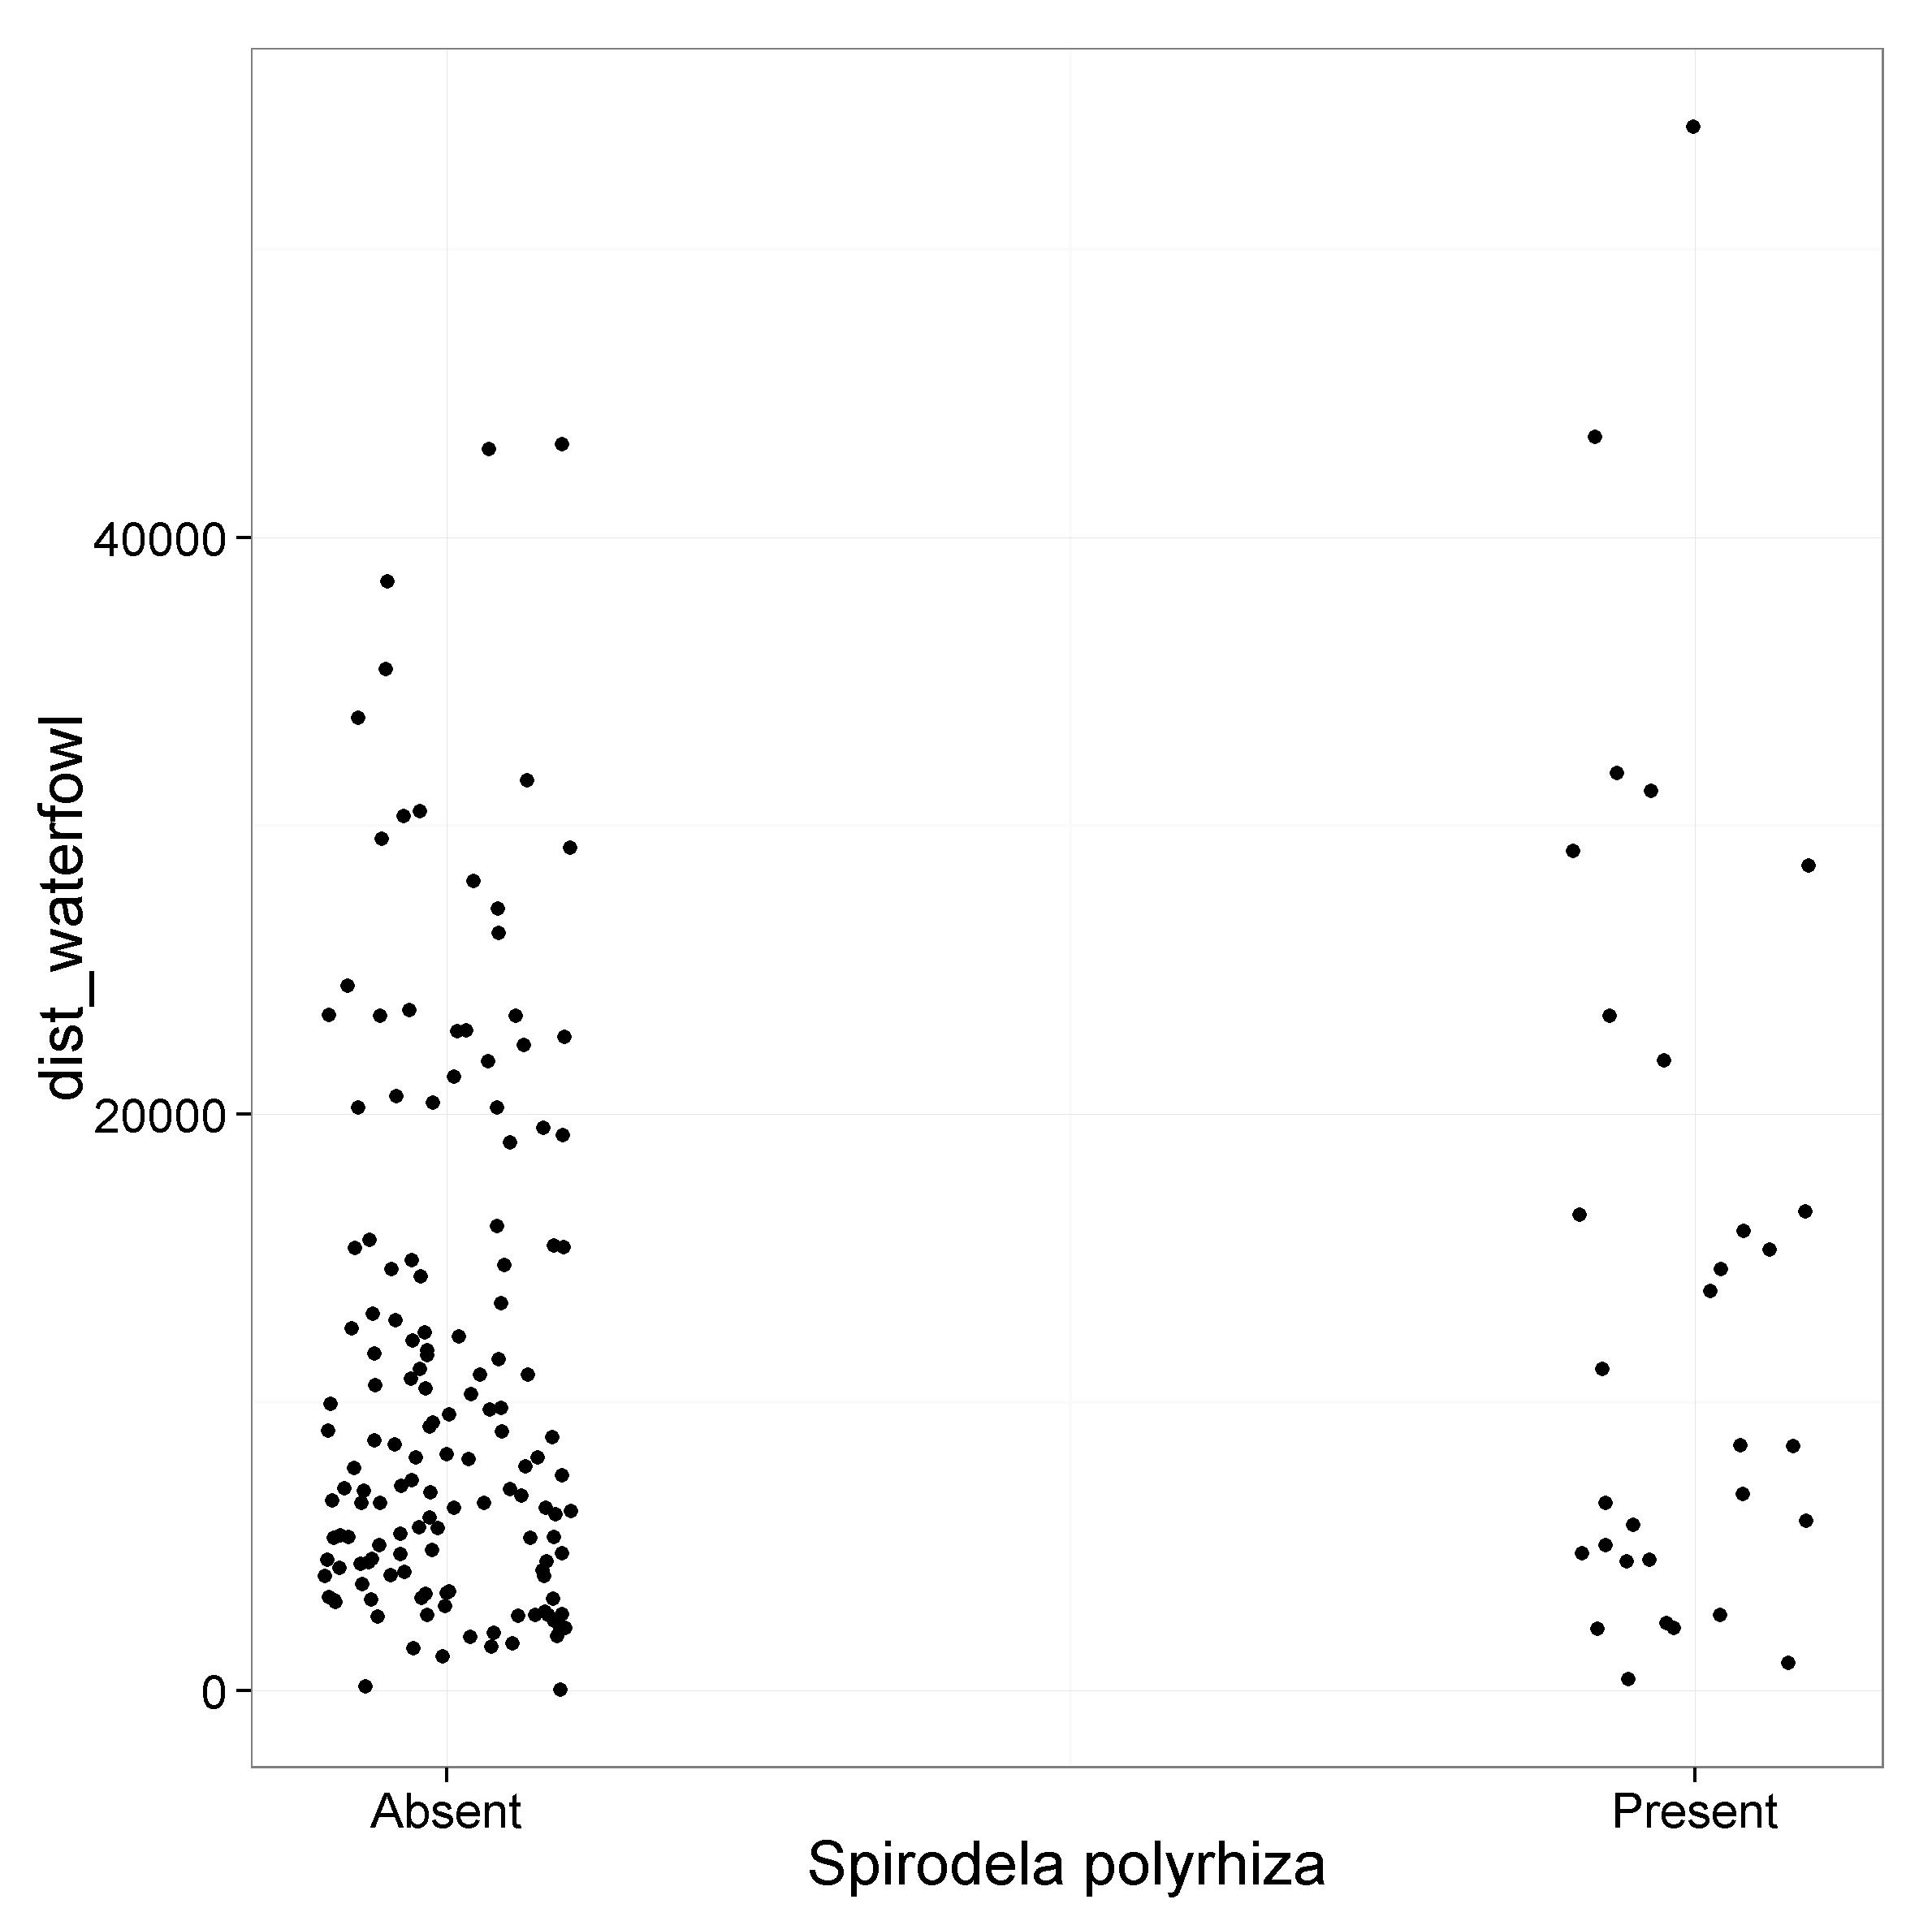 dist_waterfowl
40000
20000
0
Absent
Present
Spirodela polyrhiza